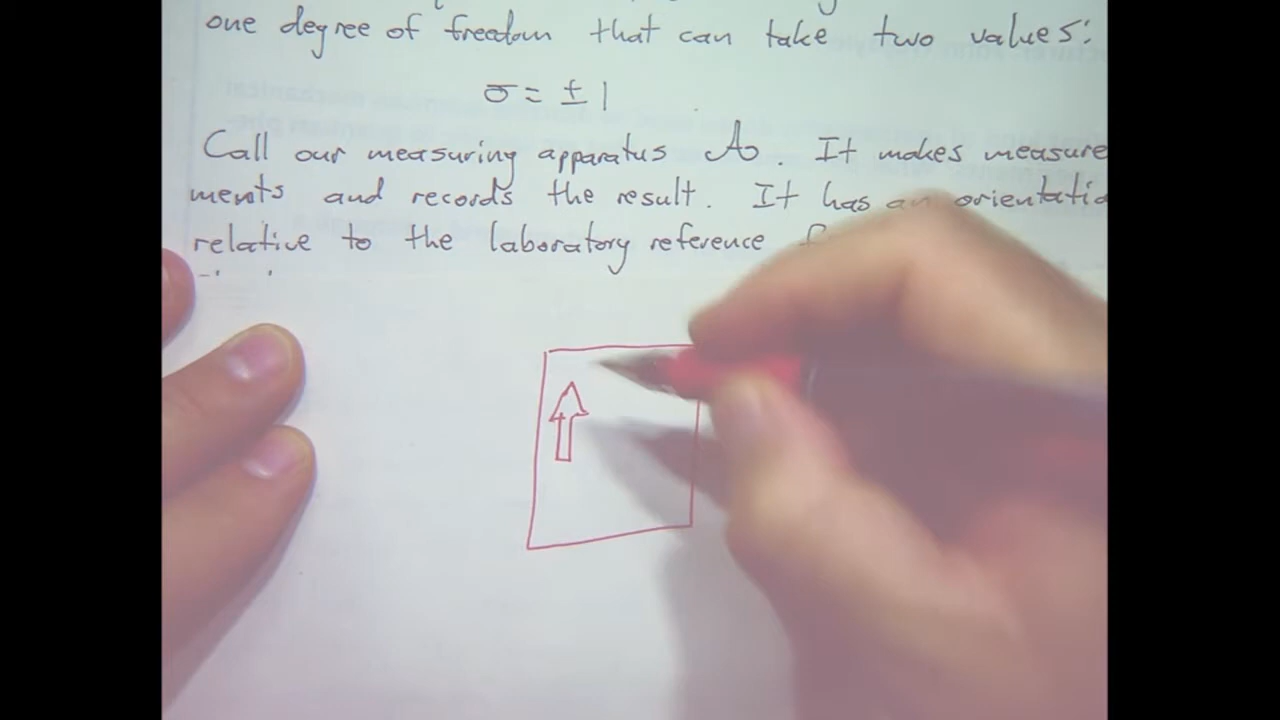 one degree of freedom that can take two values:
σ = ± 1
Call our measuring apparatus A. It makes measure
ments and records the result. It has an orientatio
relative to the laboratory reference